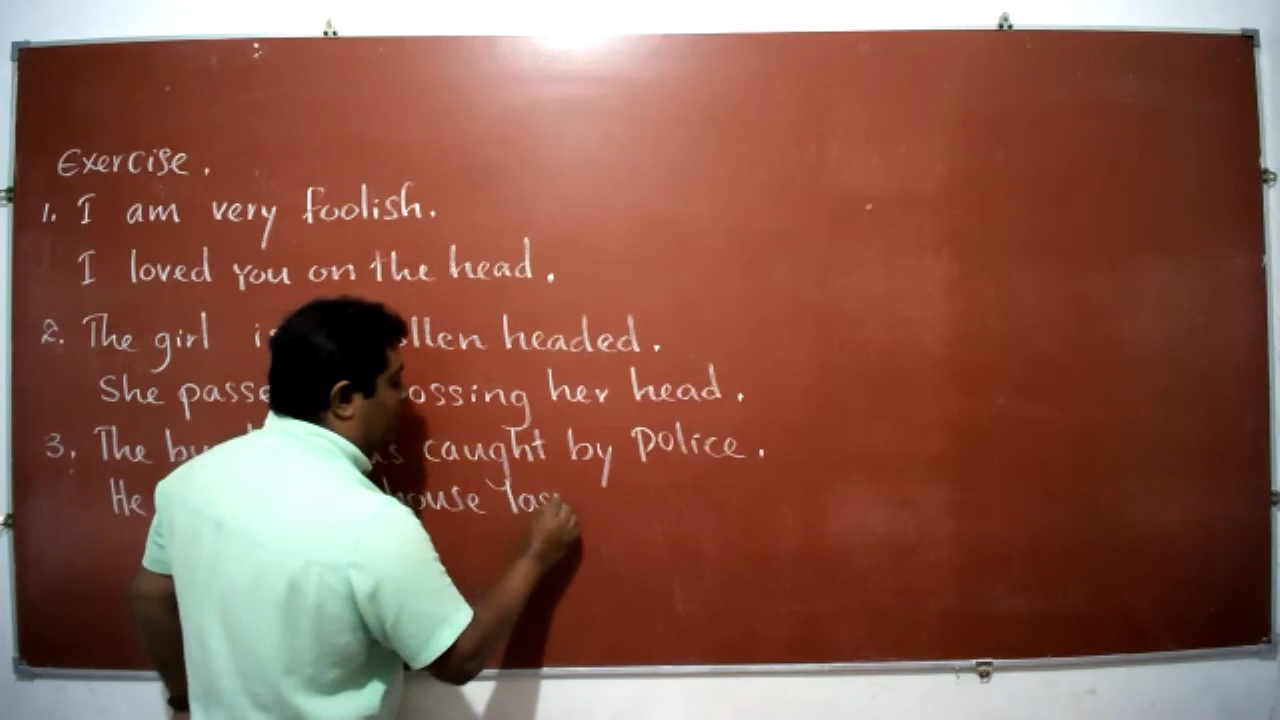 Exercise.
1. I am very foolish.
I loved you on the head.
2. The girl headed.
She her head.
3. The caught by police.
He house